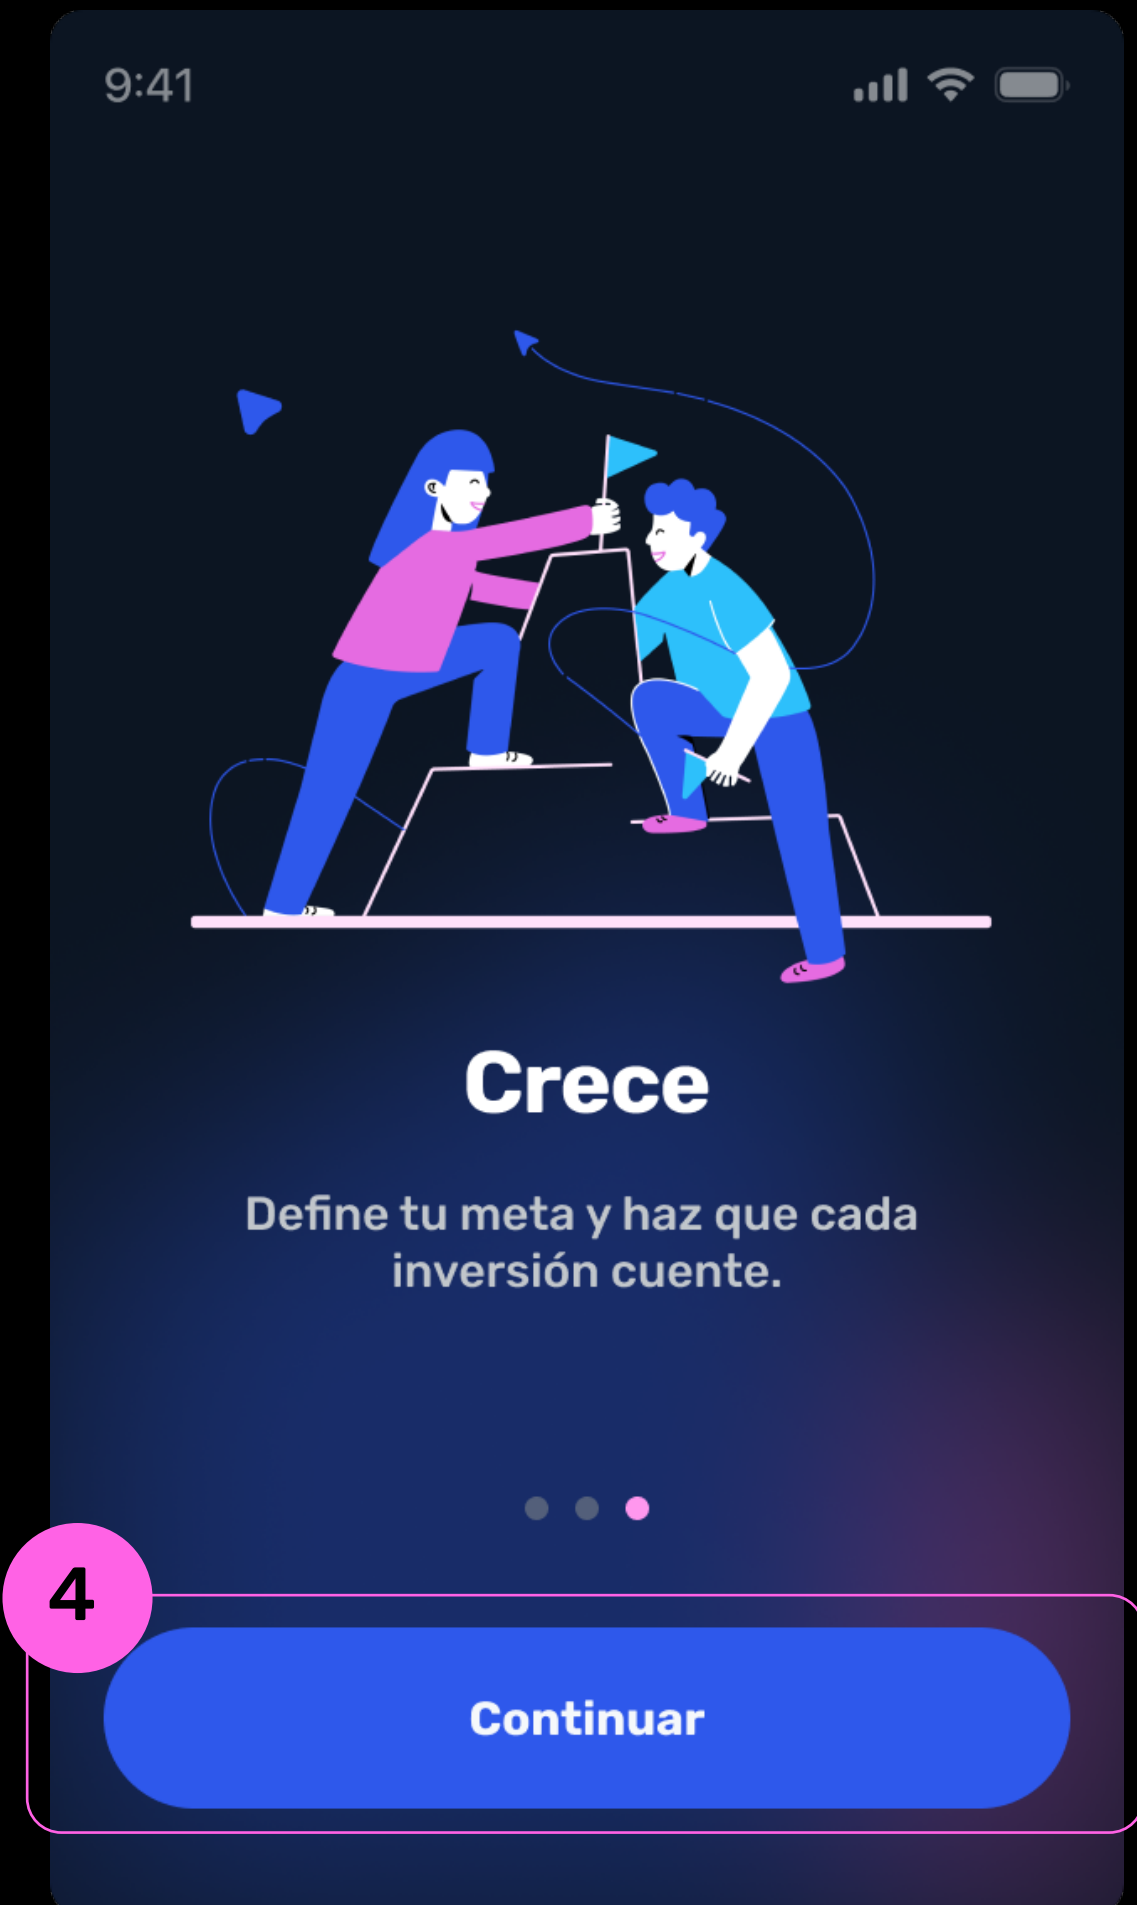 9:41
Crece
Define tu meta y haz que cada
inversión cuente.
4
Continuar